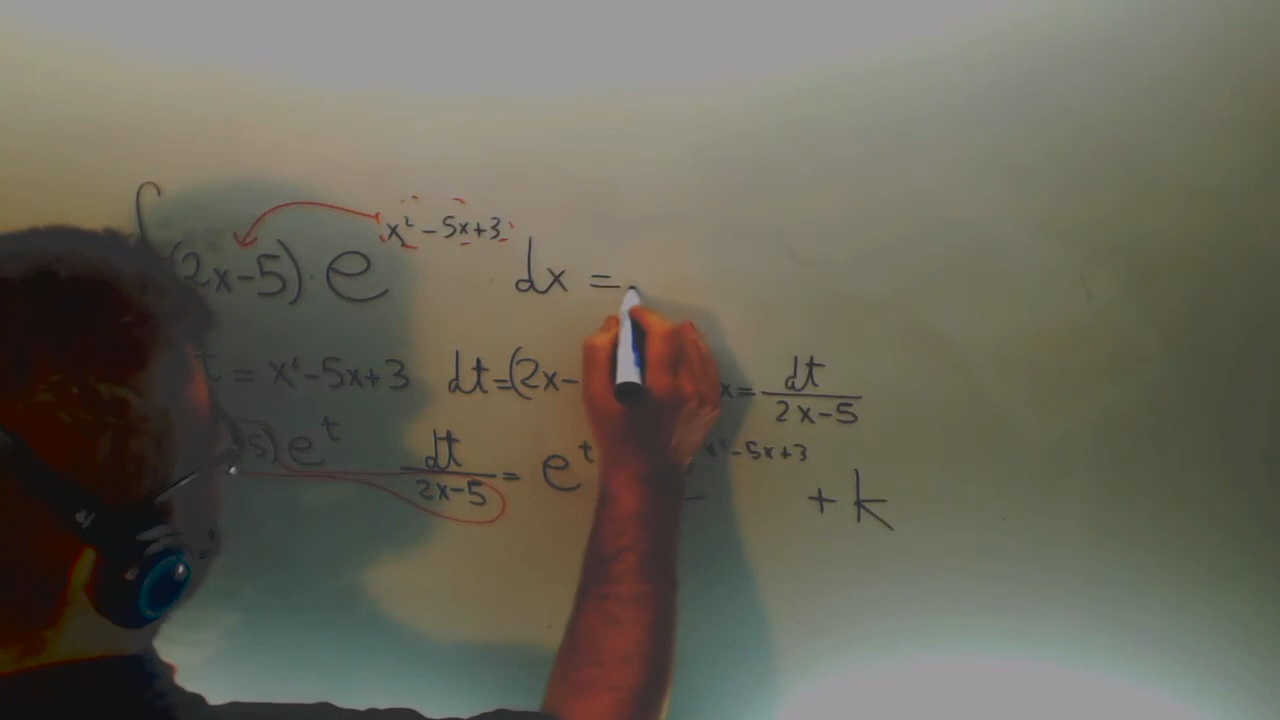 ∫(2x-5)·e^(x²-5x+3) dx =
t = x²-5x+3 dt=(2x- x= dt/(2x-5)
5)e^t dt/(2x-5) = e^t x²-5x+3 + k